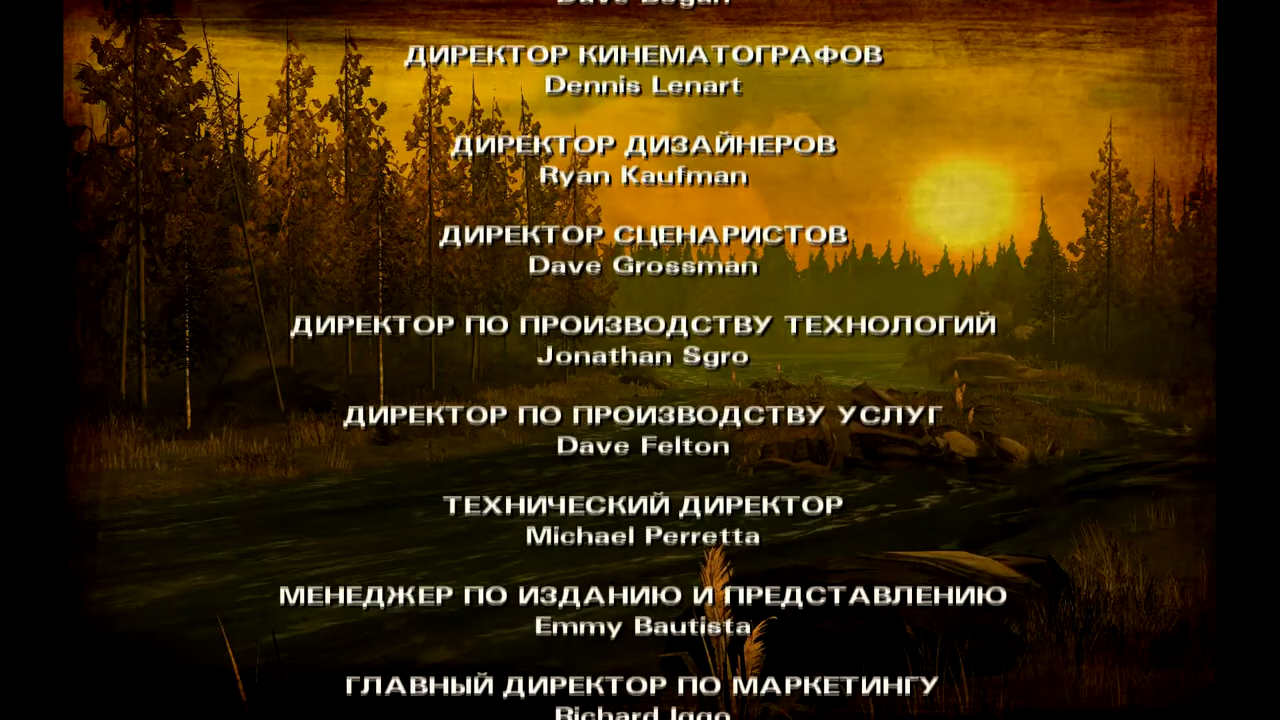 ДИРЕКТОР КИНЕМАТОГРАФОВ
Dennis Lenart
ДИРЕКТОР ДИЗАЙНЕРОВ
Ryan Kaufman
ДИРЕКТОР СЦЕНАРИСТОВ
Dave Grossman
ДИРЕКТОР ПО ПРОИЗВОДСТВУ ТЕХНОЛОГИЙ
Jonathan Sgro
ДИРЕКТОР ПО ПРОИЗВОДСТВУ УСЛУГ
Dave Felton
ТЕХНИЧЕСКИЙ ДИРЕКТОР
Michael Perretta
МЕНЕДЖЕР ПО ИЗДАНИЮ И ПРЕДСТАВЛЕНИЮ
Emmy Bautista
ГЛАВНЫЙ ДИРЕКТОР ПО МАРКЕТИНГУ
Richard Iggo